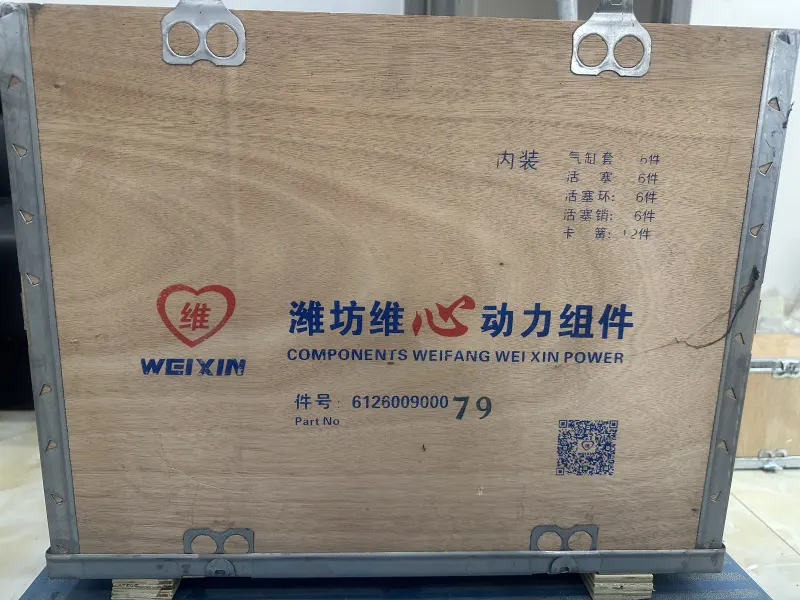 内装
气缸套 6件
活 塞 6件
活塞环: 6件
活塞销: 6件
卡 簧: 12件
维
WEIXIN
潍坊维心动力组件
COMPONENTS WEIFANG WEI XIN POWER
件号: 612600900079
Part No